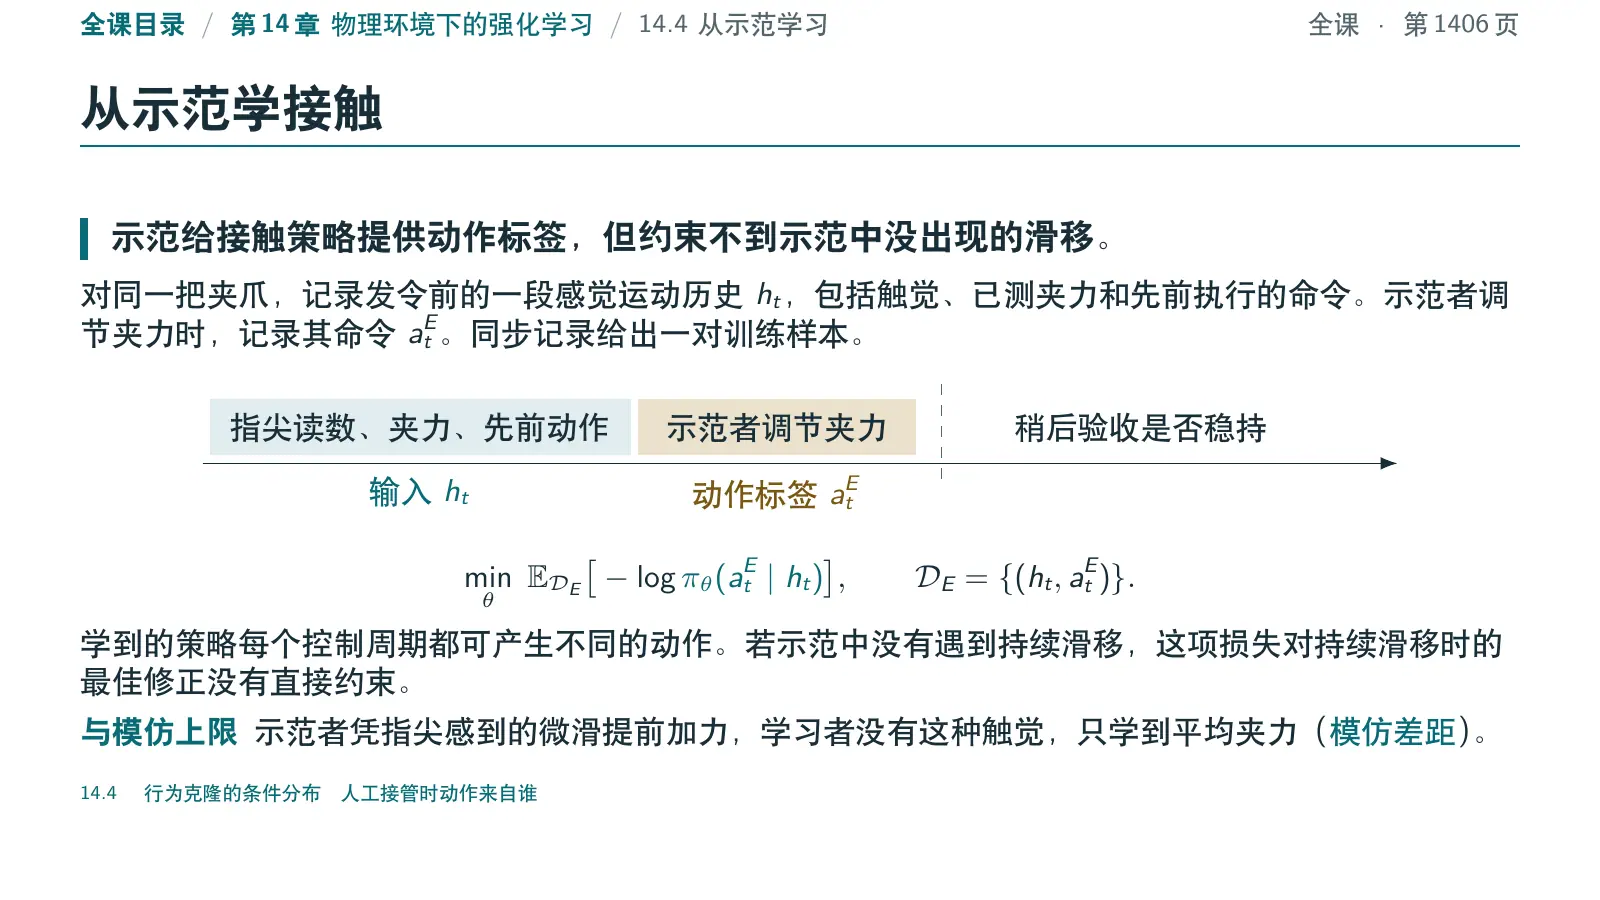 全课目录 / 第 14 章 物理环境下的强化学习 / 14.4 从示范学习
全课 · 第 1406 页
从示范学接触
示范给接触策略提供动作标签，但约束不到示范中没出现的滑移。
对同一把夹爪，记录发令前的一段感觉运动历史 h_t，包括触觉、已测夹力和先前执行的命令。示范者调
节夹力时，记录其命令 a_t^E。同步记录给出一对训练样本。
指尖读数、夹力、先前动作
示范者调节夹力
稍后验收是否稳持
输入 h_t
动作标签 a_t^E
min_θ 𝔼_{𝒟_E}[ − log π_θ(a_t^E | h_t)],  𝒟_E = {(h_t, a_t^E)}.
学到的策略每个控制周期都可产生不同的动作。若示范中没有遇到持续滑移，这项损失对持续滑移时的
最佳修正没有直接约束。
与模仿上限 示范者凭指尖感到的微滑提前加力，学习者没有这种触觉，只学到平均夹力（模仿差距）。
14.4 行为克隆的条件分布 人工接管时动作来自谁